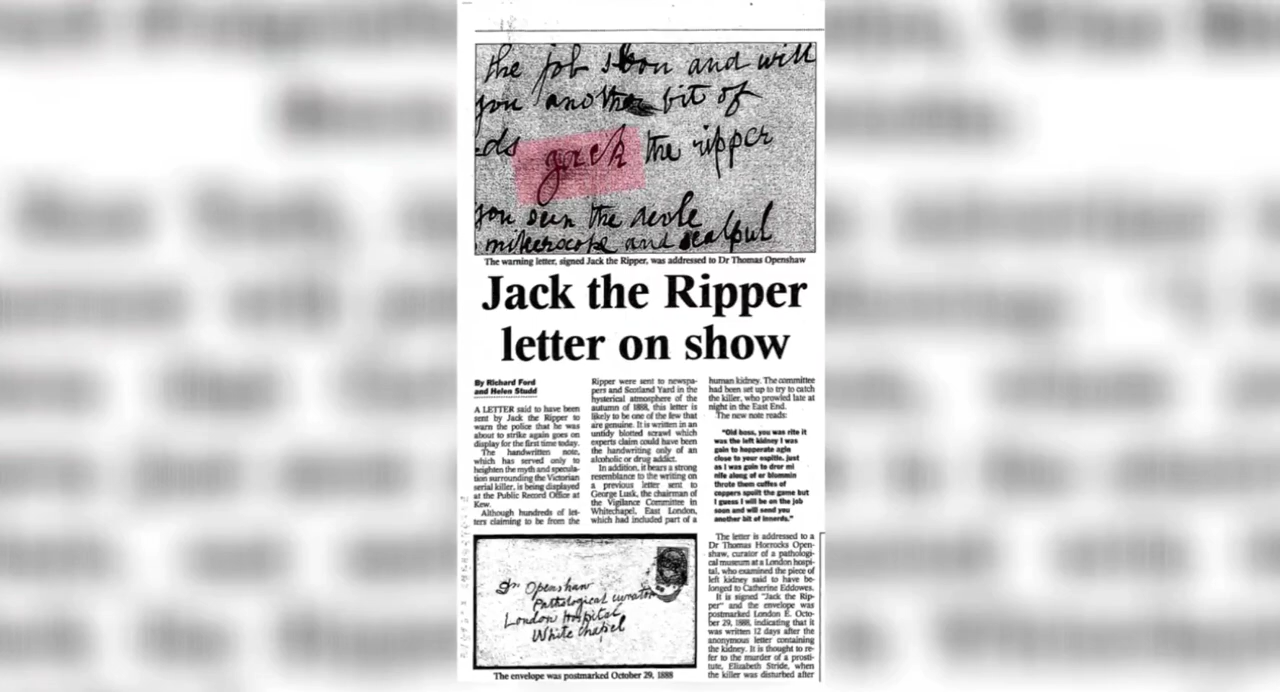 the job soon and will
you another bit of
ds Jack the ripper
you seen the devle
mikerscope and scalpul
The warning letter, signed Jack the Ripper, was addressed to Dr Thomas Openshaw
Jack the Ripper
letter on show
By Richard Ford
and Helen Studd
A LETTER said to have been
sent by Jack the Ripper to
warn the police that he was
about to strike again goes on
display for the first time today.
The handwritten note,
which has served only to
heighten the myth and specula-
tion surrounding the Victorian
serial killer, is being displayed
at the Public Record Office at
Kew.
Although hundreds of let-
ters claiming to be from the
Ripper were sent to newspa-
pers and Scotland Yard in the
hysterical atmosphere of the
autumn of 1888, this letter is
likely to be one of the few that
are genuine. It is written in an
untidy blotted scrawl which
experts claim could have been
the handwriting only of an
alcoholic or drug addict.
In addition, it bears a strong
resemblance to the writing on
a previous letter sent to
George Lusk, the chairman of
the Vigilance Committee in
Whitechapel, East London,
which had included part of a
human kidney. The committee
had been set up to try to catch
the killer, who prowled late at
night in the East End.
The new note reads:
"Old boss, you was rite it
was the left kidney I was
goin to hopperate agin
close to your ospitle. just
as I was goin to dror mi
nife along of er bloomin
throte them cusses of
coppers spoilt the game but
I guess I will be on the job
soon and will send you
another bit of innerds."
The letter is addressed to a
Dr Thomas Horrocks Open-
shaw, curator of a pathologi-
cal museum at a London hospi-
tal, who examined the piece of
left kidney said to have be-
longed to Catherine Eddowes.
It is signed "Jack the Rip-
per" and the envelope was
postmarked London E. Octo-
ber 29, 1888, indicating that it
was written 12 days after the
anonymous letter containing
the kidney. It is thought to re-
fer to the murder of a prosti-
tute, Elizabeth Stride, when
the killer was disturbed after
Dr Openshaw
Pathological curator
London Hospital
White chapel
The envelope was postmarked October 29, 1888